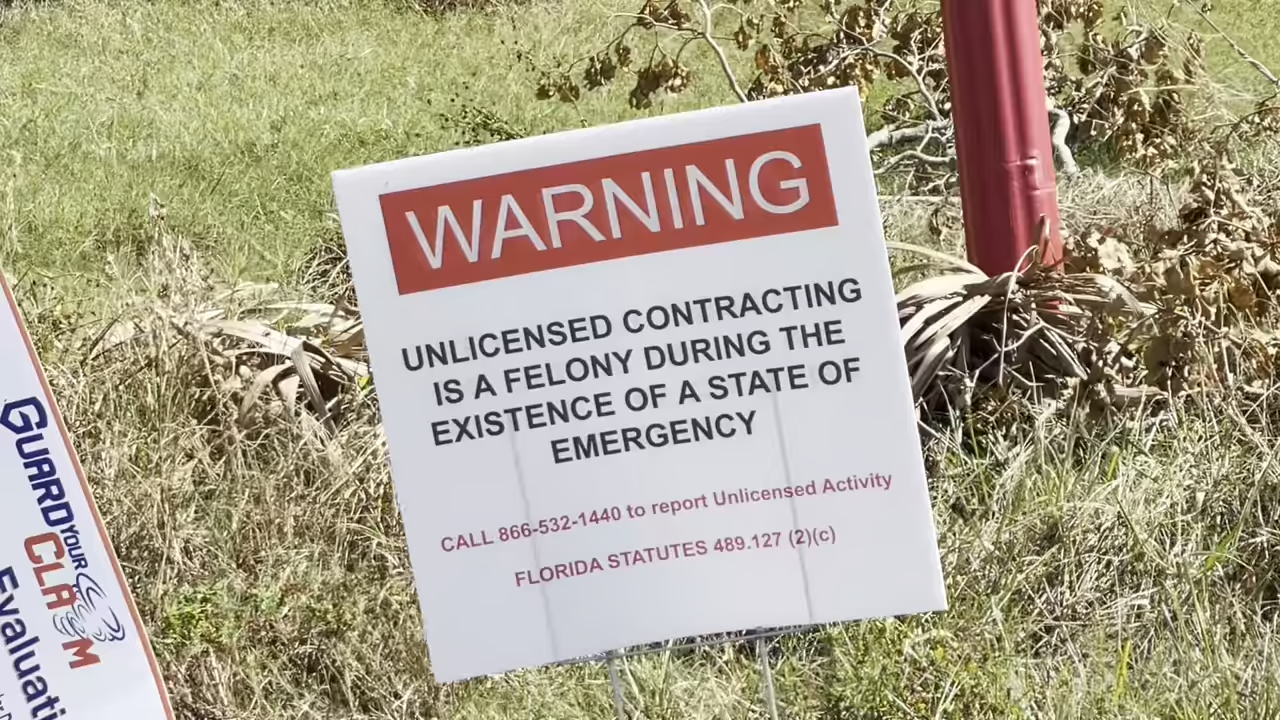 WARNING
UNLICENSED CONTRACTING
IS A FELONY DURING THE
EXISTENCE OF A STATE OF
EMERGENCY
CALL 866-532-1440 to report Unlicensed Activity
FLORIDA STATUTES 489.127 (2)(c)
GUARD YOUR
CLAIM